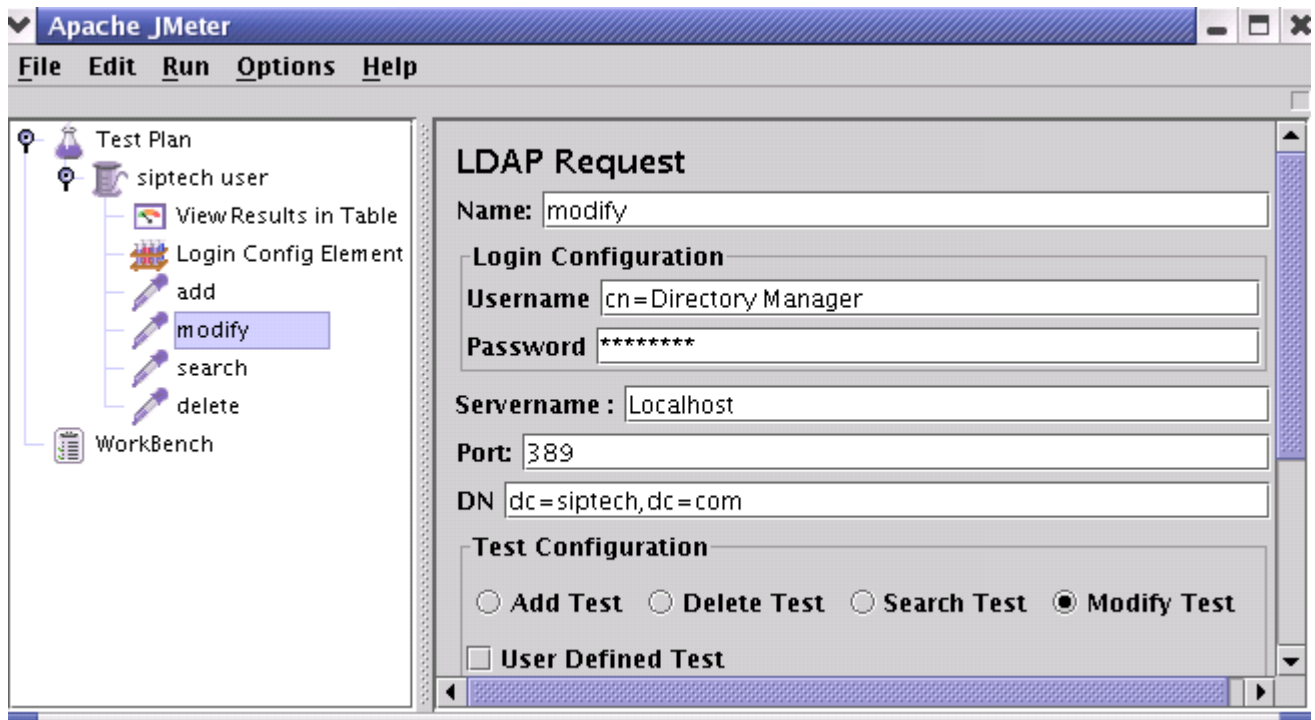 Apache JMeter
File Edit Run Options Help
Test Plan
siptech user
View Results in Table
Login Config Element
add
modify
search
delete
WorkBench
LDAP Request
Name: modify
Login Configuration
Username cn=Directory Manager
Password ********
Servername : Localhost
Port: 389
DN dc=siptech,dc=com
Test Configuration
Add Test Delete Test Search Test Modify Test
User Defined Test